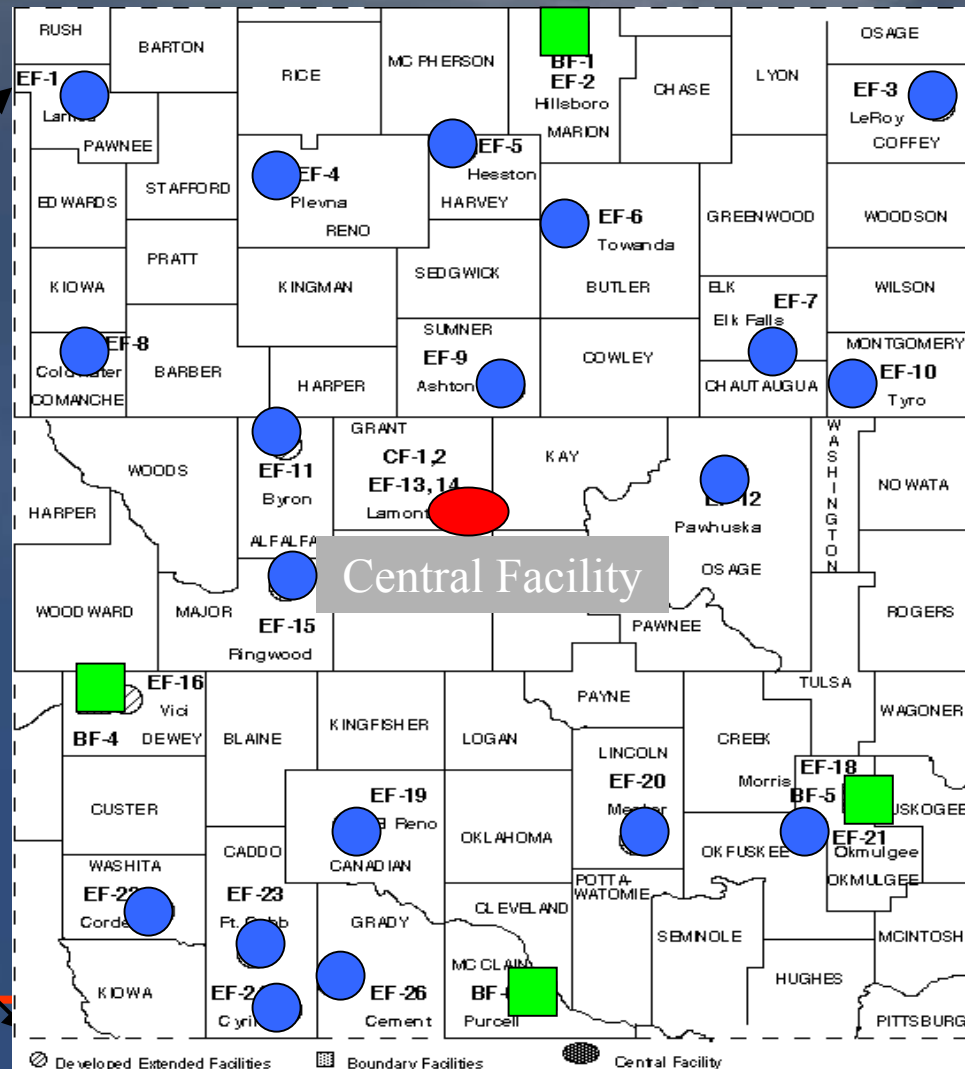 RUSH
BARTON
RICE
MC PHERSON
BF-1
EF-2
Hillsboro
MARION
CHASE
LYON
OSAGE
EF-1
PAWNEE
EF-3
LeRoy
COFFEY
EDWARDS
STAFFORD
EF-4
Plevna
RENO
EF-5
Hesston
HARVEY
EF-6
Towanda
GREENWOOD
WOODSON
KIOWA
PRATT
KINGMAN
SEDGWICK
BUTLER
ELK
EF-7
Elk Falls
WILSON
EF-8
COMANCHE
BARBER
HARPER
SUMNER
EF-9
Ashton
COWLEY
CHAUTAUGUA
MONTGOMERY
EF-10
Tyro
HARPER
WOODS
EF-11
Byron
ALFALFA
GRANT
CF-1,2
EF-13, 14
Lamont
KAY
Pawhuska
OSAGE
WASHINGTON
NOWATA
Central Facility
WOODWARD
MAJOR
EF-15
Ringwood
PAWNEE
ROGERS
EF-16
Vici
BF-4 DEWEY
BLAINE
KINGFISHER
LOGAN
PAYNE
LINCOLN
CREEK
TULSA
WAGONER
CUSTER
EF-19
Reno
CANADIAN
OKLAHOMA
EF-20
Morris
EF-18
BF-5
EF-21
Okmulgee
OKMULGEE
OKFUSKEE
WASHITA
CADDO
EF-23
GRADY
CLEVELAND
POTTA-
WATOMIE
SEMINOLE
MCINTOSH
KIOWA
EF-26
Cement
MC CLAIN
Purcell
HUGHES
PITTSBURG
Developed Extended Facilities
Boundary Facilities
Central Facility